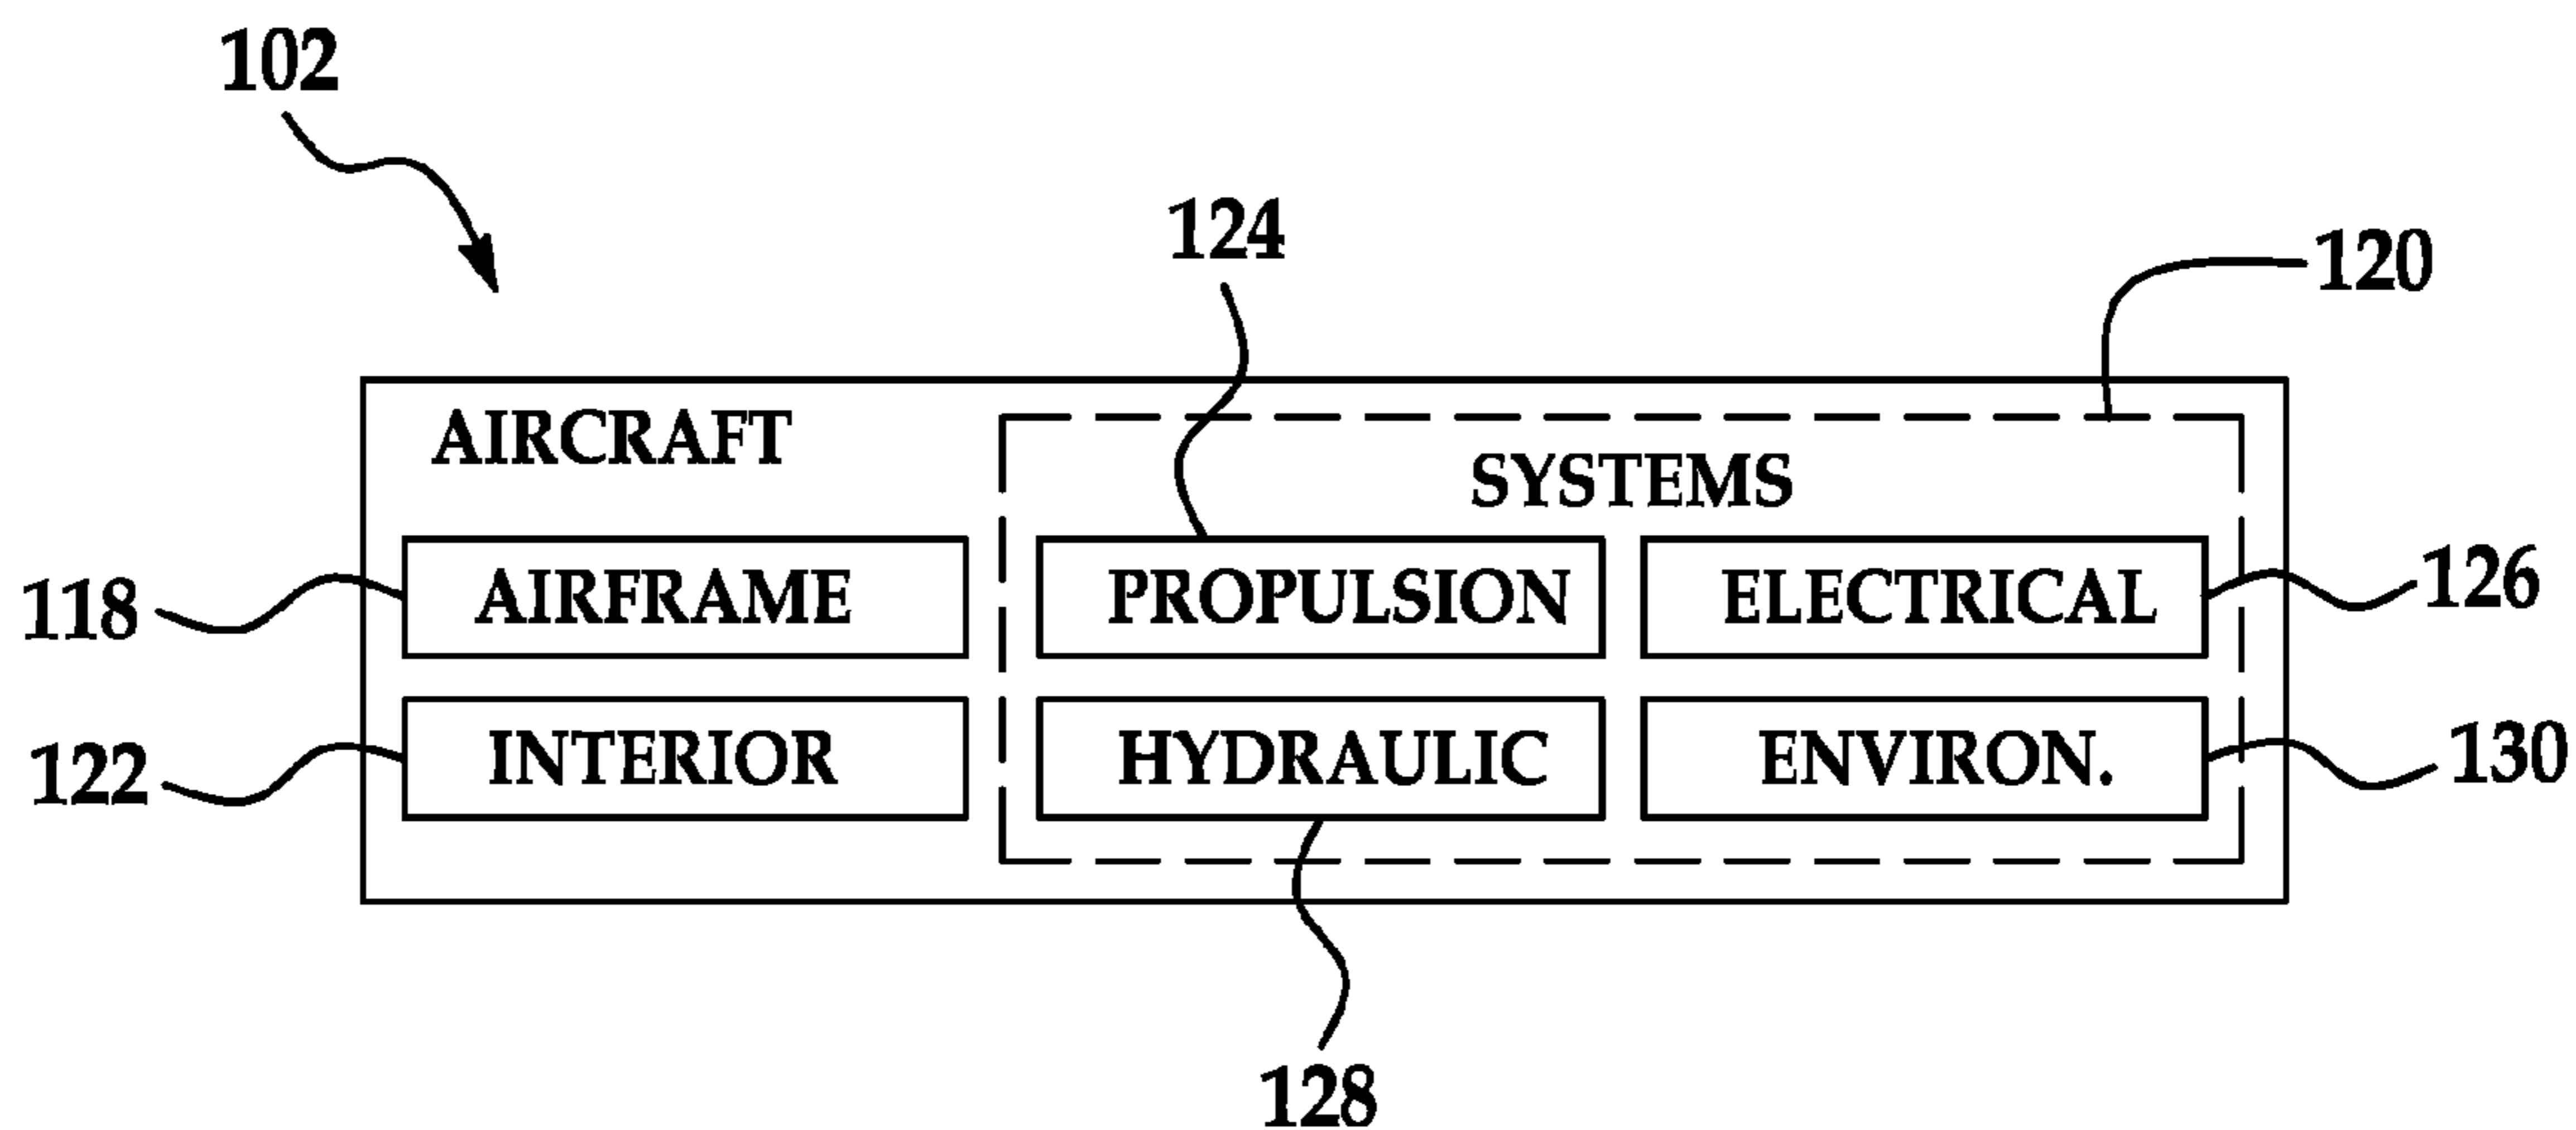 102
124
120
AIRCRAFT
SYSTEMS
118
AIRFRAME
PROPULSION
ELECTRICAL
126
122
INTERIOR
HYDRAULIC
ENVIRON.
130
128